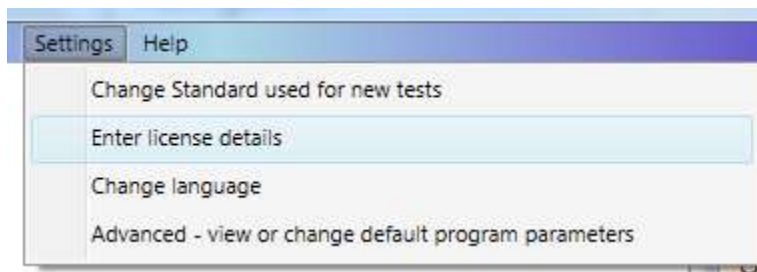 Settings Help
Change Standard used for new tests
Enter license details
Change language
Advanced - view or change default program parameters